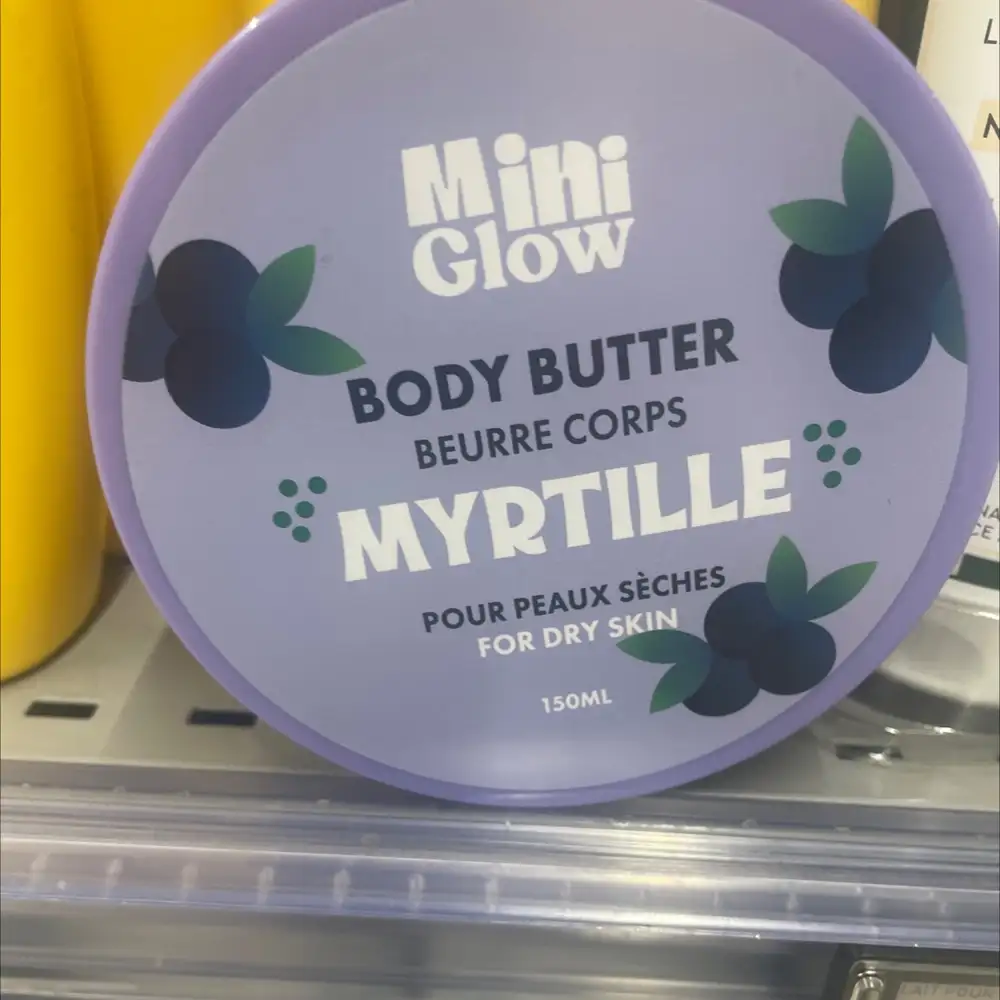 Mini
Glow
BODY BUTTER
BEURRE CORPS
MYRTILLE
POUR PEAUX SÈCHES
FOR DRY SKIN
150ML